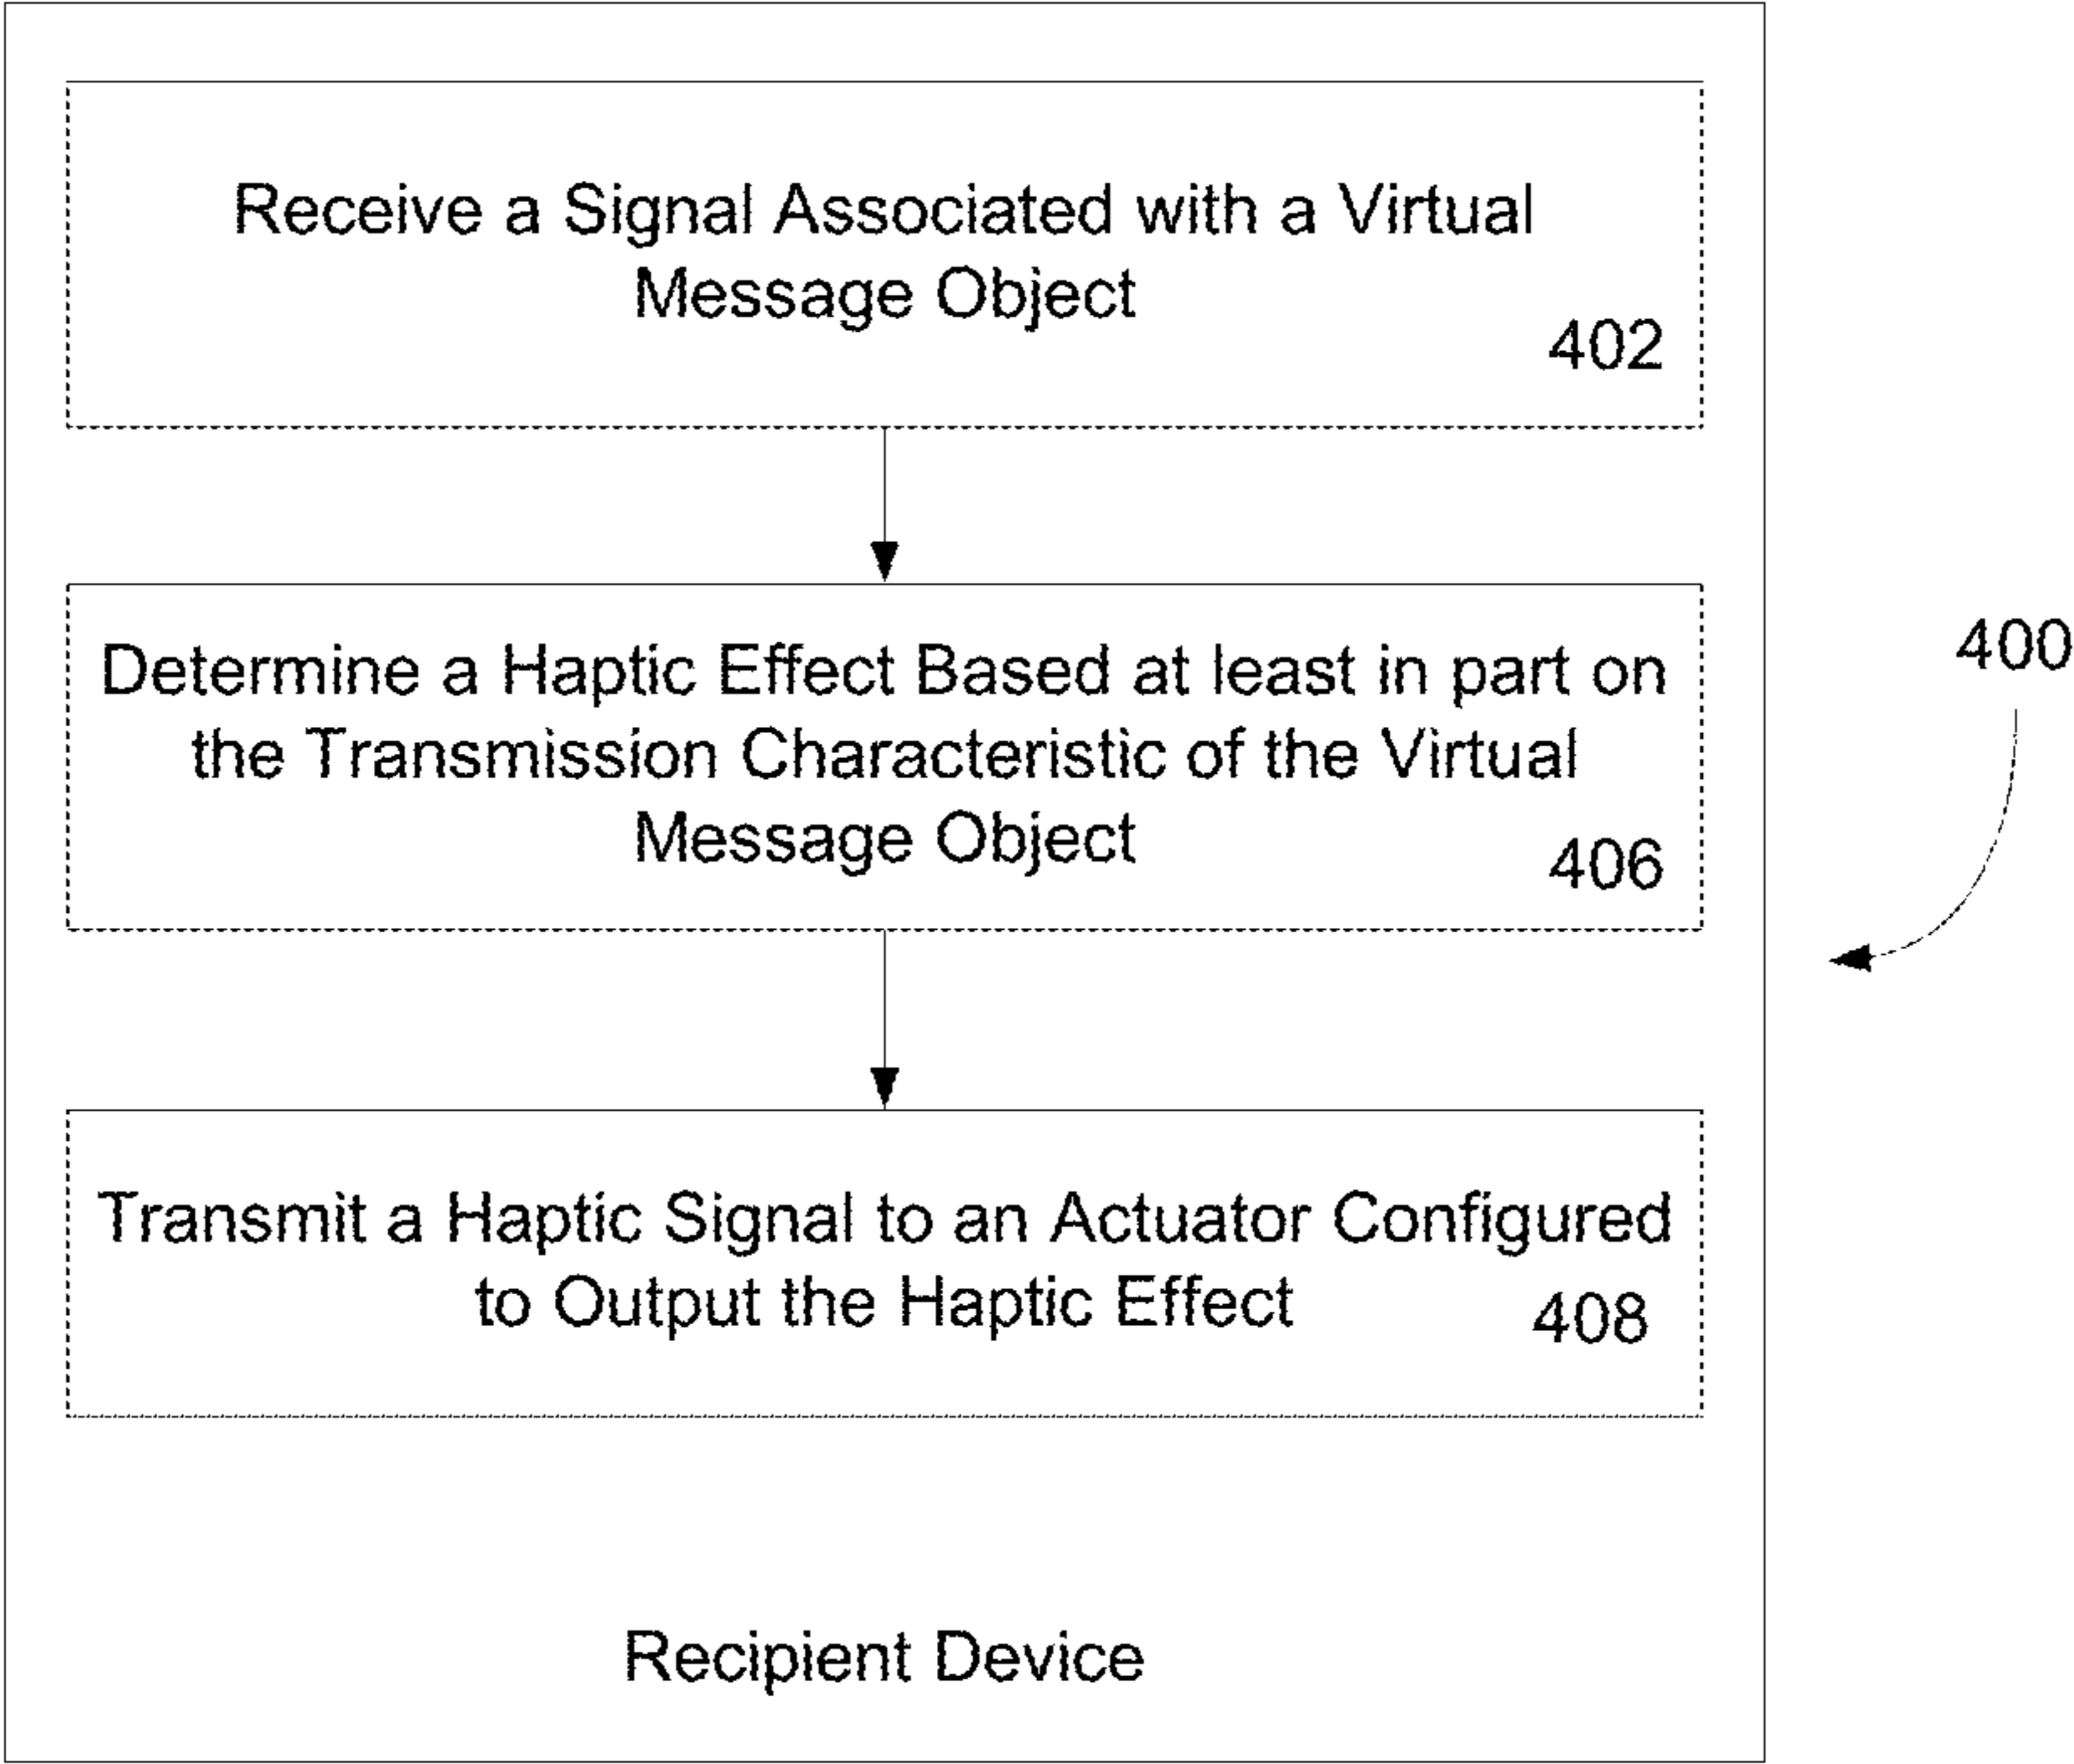 Receive a Signal Associated with a Virtual
Message Object
402
Determine a Haptic Effect Based at least in part on
the Transmission Characteristic of the Virtual
Message Object
406
400
Transmit a Haptic Signal to an Actuator Configured
to Output the Haptic Effect
408
Recipient Device